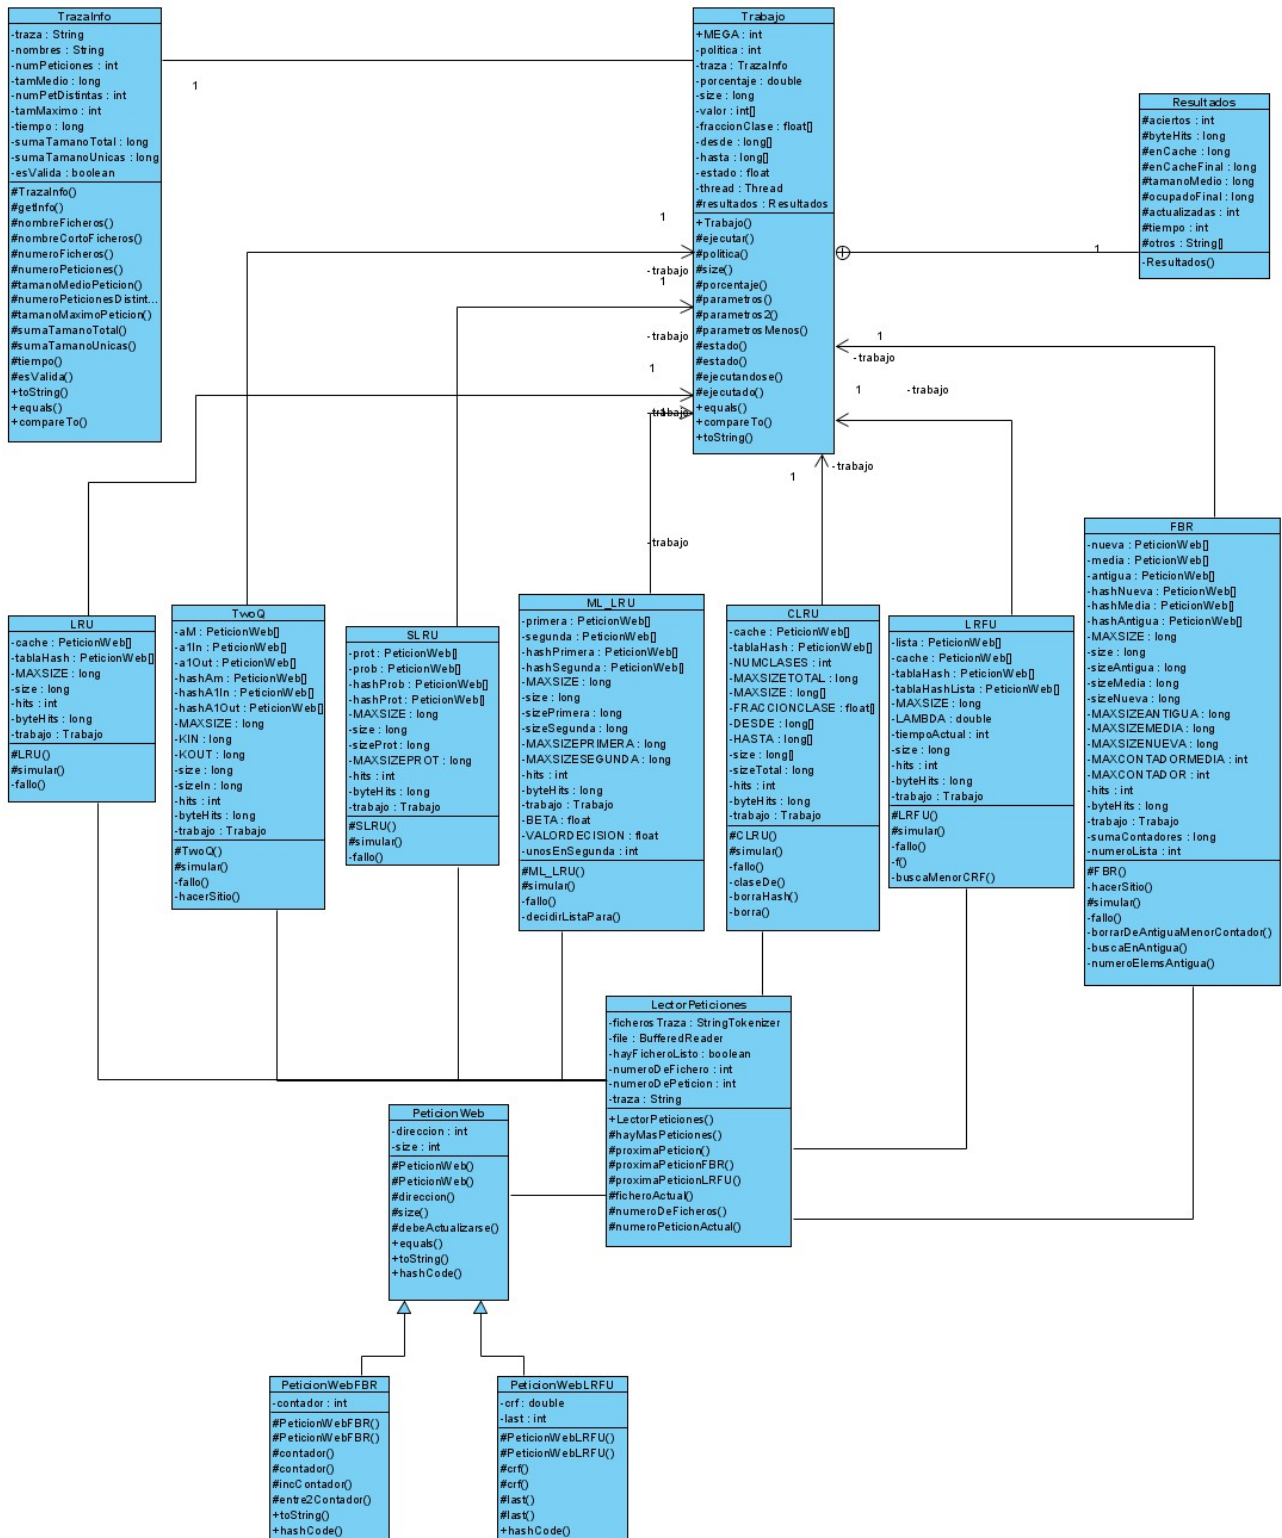 TrazaInfo
-traza : String
-nombres : String
-numPeticiones : int
-tamMedio : long
-numPetDistintas : int
-tamMaximo : int
-tiempo : long
-sumaTamanoTotal : long
-sumaTamanoUnicas : long
-esValida : boolean
#TrazaInfo()
#getInfo()
#nombreFicheros()
#nombreCortoFicheros()
#numeroFicheros()
#numeroPeticiones()
#tamanoMedioPeticion()
#numeroPeticionesDistint...
#tamanoMaximoPeticion()
#sumaTamanoTotal()
#sumaTamanoUnicas()
#tiempo()
#esValida()
+toString()
+equals()
+compareTo()
1
Trabajo
+MEGA : int
-politica : int
-traza : TrazaInfo
-porcentaje : double
-size : long
-valor : int[]
-fraccionClase : float[]
-desde : long[]
-hasta : long[]
-estado : float
-thread : Thread
#resultados : Resultados
+Trabajo()
#ejecutar()
#politica()
#size()
#porcentaje()
#parametros()
#parametros2()
#parametrosMenos()
#estado()
#estado()
#ejecutandose()
#ejecutado()
+equals()
+compareTo()
+toString()
Resultados
#aciertos : int
#byteHits : long
#enCache : long
#enCacheFinal : long
#tamanoMedio : long
#ocupadoFinal : long
#actualizadas : int
#tiempo : int
#otros : String[]
-Resultados()
1
1
-trabajo
1
-trabajo
1
-trabajo
1
-trabajo
1
-trabajo
1
-trabajo
1
-trabajo
LRU
-cache : PeticionWeb[]
-tablaHash : PeticionWeb[]
-MAXSIZE : long
-size : long
-hits : int
-byteHits : long
-trabajo : Trabajo
#LRU()
#simular()
-fallo()
TwoQ
-aM : PeticionWeb[]
-a1In : PeticionWeb[]
-a1Out : PeticionWeb[]
-hashAm : PeticionWeb[]
-hashA1In : PeticionWeb[]
-hashA1Out : PeticionWeb[]
-MAXSIZE : long
-KIN : long
-KOUT : long
-size : long
-sizeIn : long
-hits : int
-byteHits : long
-trabajo : Trabajo
#TwoQ()
#simular()
-fallo()
-hacerSitio()
SLRU
-prot : PeticionWeb[]
-prob : PeticionWeb[]
-hashProb : PeticionWeb[]
-hashProt : PeticionWeb[]
-MAXSIZE : long
-size : long
-sizeProt : long
-MAXSIZEPROT : long
-hits : int
-byteHits : long
-trabajo : Trabajo
#SLRU()
#simular()
-fallo()
ML_LRU
-primera : PeticionWeb[]
-segunda : PeticionWeb[]
-hashPrimera : PeticionWeb[]
-hashSegunda : PeticionWeb[]
-MAXSIZE : long
-size : long
-sizePrimera : long
-sizeSegunda : long
-MAXSIZEPRIMERA : long
-MAXSIZESEGUNDA : long
-hits : int
-byteHits : long
-trabajo : Trabajo
-BETA : float
-VALORDECISION : float
-unosEnSegunda : int
#ML_LRU()
#simular()
-fallo()
-decidirListaPara()
CLRU
-cache : PeticionWeb[]
-tablaHash : PeticionWeb[]
-NUMCLASES : int
-MAXSIZETOTAL : long
-MAXSIZE : long[]
-FRACCIONCLASE : float[]
-DESDE : long[]
-HASTA : long[]
-size : long[]
-sizeTotal : long
-hits : int
-byteHits : long
-trabajo : Trabajo
#CLRU()
#simular()
-fallo()
-claseDe()
-borraHash()
-borra()
LRFU
-lista : PeticionWeb[]
-cache : PeticionWeb[]
-tablaHash : PeticionWeb[]
-tablaHashLista : PeticionWeb[]
-MAXSIZE : long
-LAMBDA : double
-tiempoActual : int
-size : long
-hits : int
-byteHits : long
-trabajo : Trabajo
#LRFU()
#simular()
-fallo()
-f()
-buscaMenorCRF()
FBR
-nueva : PeticionWeb[]
-media : PeticionWeb[]
-antigua : PeticionWeb[]
-hashNueva : PeticionWeb[]
-hashMedia : PeticionWeb[]
-hashAntigua : PeticionWeb[]
-MAXSIZE : long
-size : long
-sizeAntigua : long
-sizeMedia : long
-sizeNueva : long
-MAXSIZEANTIGUA : long
-MAXSIZEMEDIA : long
-MAXSIZENUEVA : long
-MAXCONTADORMEDIA : int
-MAXCONTADOR : int
-hits : int
-byteHits : long
-trabajo : Trabajo
-sumaContadores : long
-numeroLista : int
#FBR()
-hacerSitio()
#simular()
-fallo()
-borrarDeAntiguaMenorContador()
-buscaEnAntigua()
-numeroElemsAntigua()
LectorPeticiones
-ficherosTraza : StringTokenizer
-file : BufferedReader
-hayFicheroListo : boolean
-numeroDeFichero : int
-numeroDePeticion : int
-traza : String
+LectorPeticiones()
#hayMasPeticiones()
#proximaPeticion()
#proximaPeticionFBR()
#proximaPeticionLRFU()
#ficheroActual()
#numeroDeFicheros()
#numeroPeticionActual()
PeticionWeb
-direccion : int
-size : int
#PeticionWeb()
#PeticionWeb()
#direccion()
#size()
#debeActualizarse()
+equals()
+toString()
+hashCode()
PeticionWebFBR
-contador : int
#PeticionWebFBR()
#PeticionWebFBR()
#contador()
#contador()
#incContador()
#entre2Contador()
+toString()
+hashCode()
PeticionWebLRFU
-crf : double
-last : int
#PeticionWebLRFU()
#PeticionWebLRFU()
#crf()
#crf()
#last()
#last()
+hashCode()